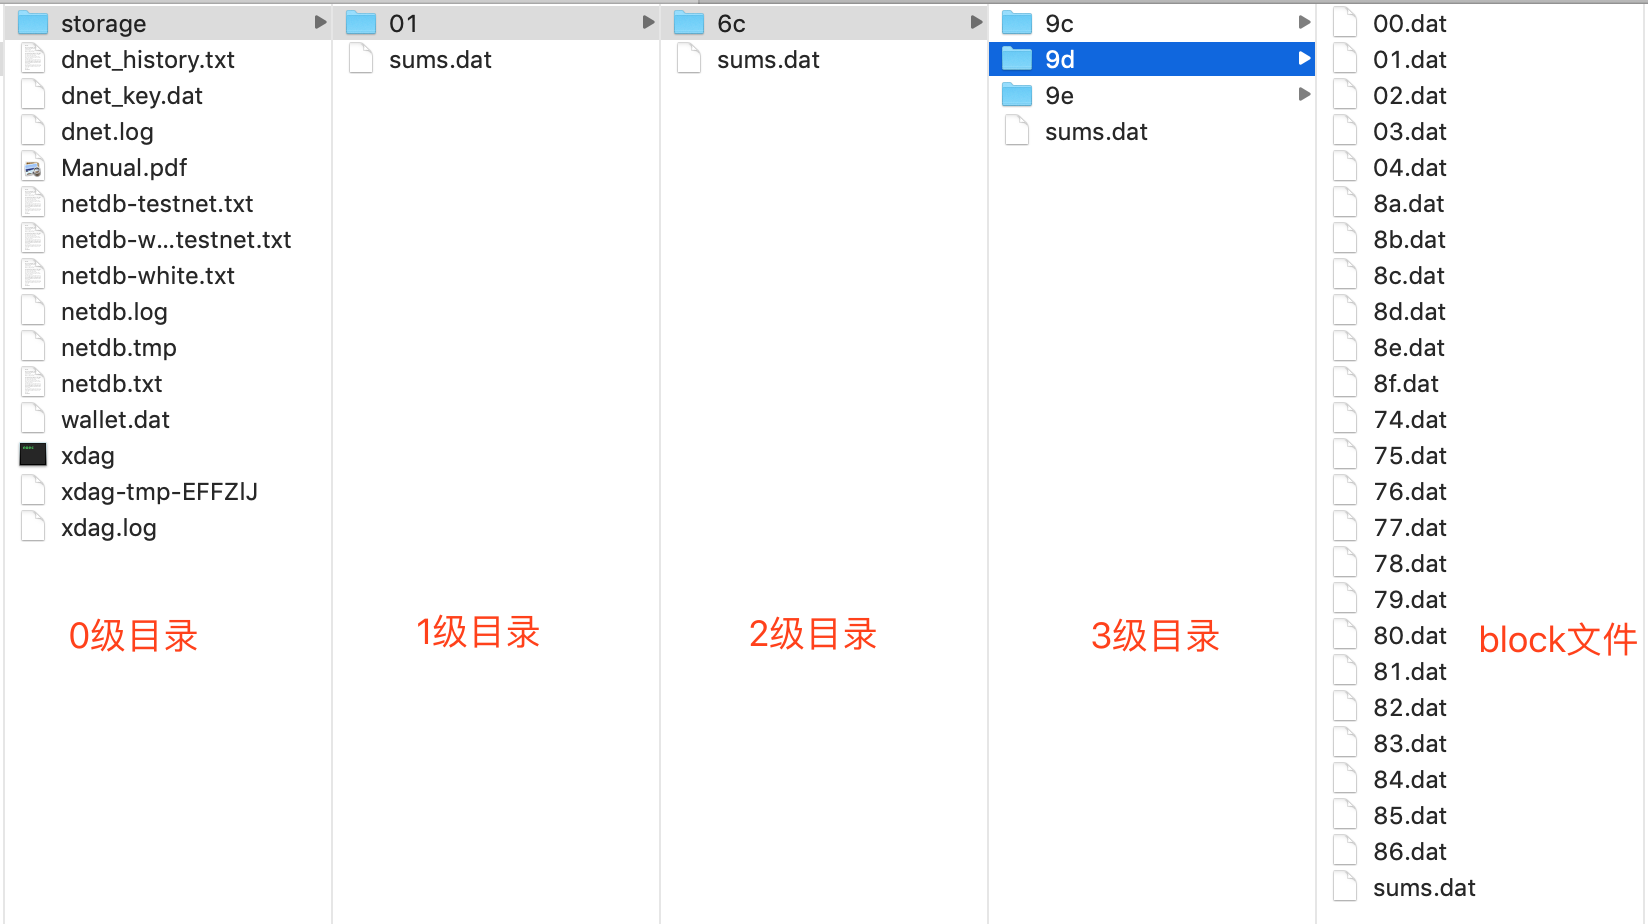 storage
dnet_history.txt
dnet_key.dat
dnet.log
Manual.pdf
netdb-testnet.txt
netdb-w...testnet.txt
netdb-white.txt
netdb.log
netdb.tmp
netdb.txt
wallet.dat
xdag
xdag-tmp-EFFZlJ
xdag.log
0级目录
01
sums.dat
1级目录
6c
sums.dat
2级目录
9c
9d
9e
sums.dat
3级目录
00.dat
01.dat
02.dat
03.dat
04.dat
8a.dat
8b.dat
8c.dat
8d.dat
8e.dat
8f.dat
74.dat
75.dat
76.dat
77.dat
78.dat
79.dat
80.dat
81.dat
82.dat
83.dat
84.dat
85.dat
86.dat
sums.dat
block文件